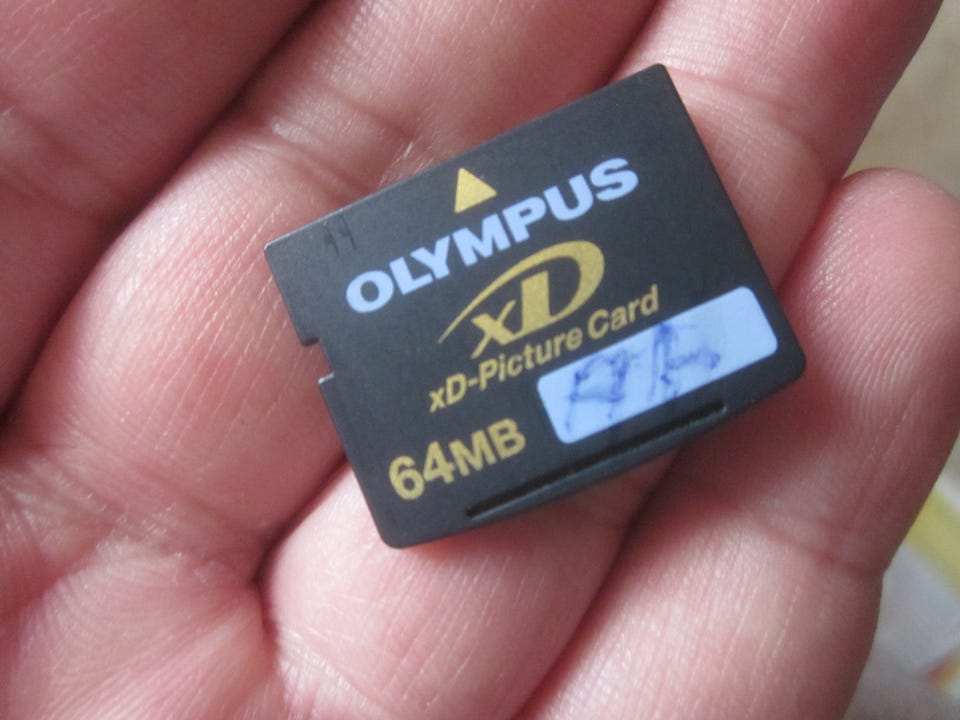 OLYMPUS
xD
xD-Picture Card
64MB